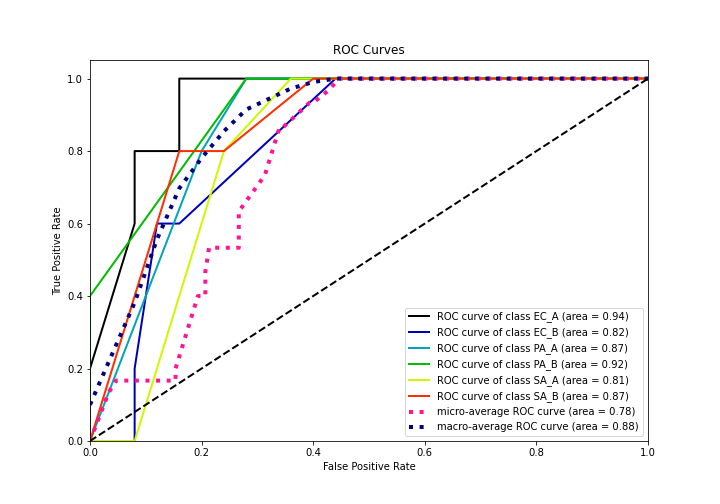 ROC Curves
True Positive Rate
1.0
0.8
0.6
0.4
0.2
0.0
0.0 0.2 0.4 0.6 0.8 1.0
False Positive Rate
ROC curve of class EC_A (area = 0.94)
ROC curve of class EC_B (area = 0.82)
ROC curve of class PA_A (area = 0.87)
ROC curve of class PA_B (area = 0.92)
ROC curve of class SA_A (area = 0.81)
ROC curve of class SA_B (area = 0.87)
micro-average ROC curve (area = 0.78)
macro-average ROC curve (area = 0.88)